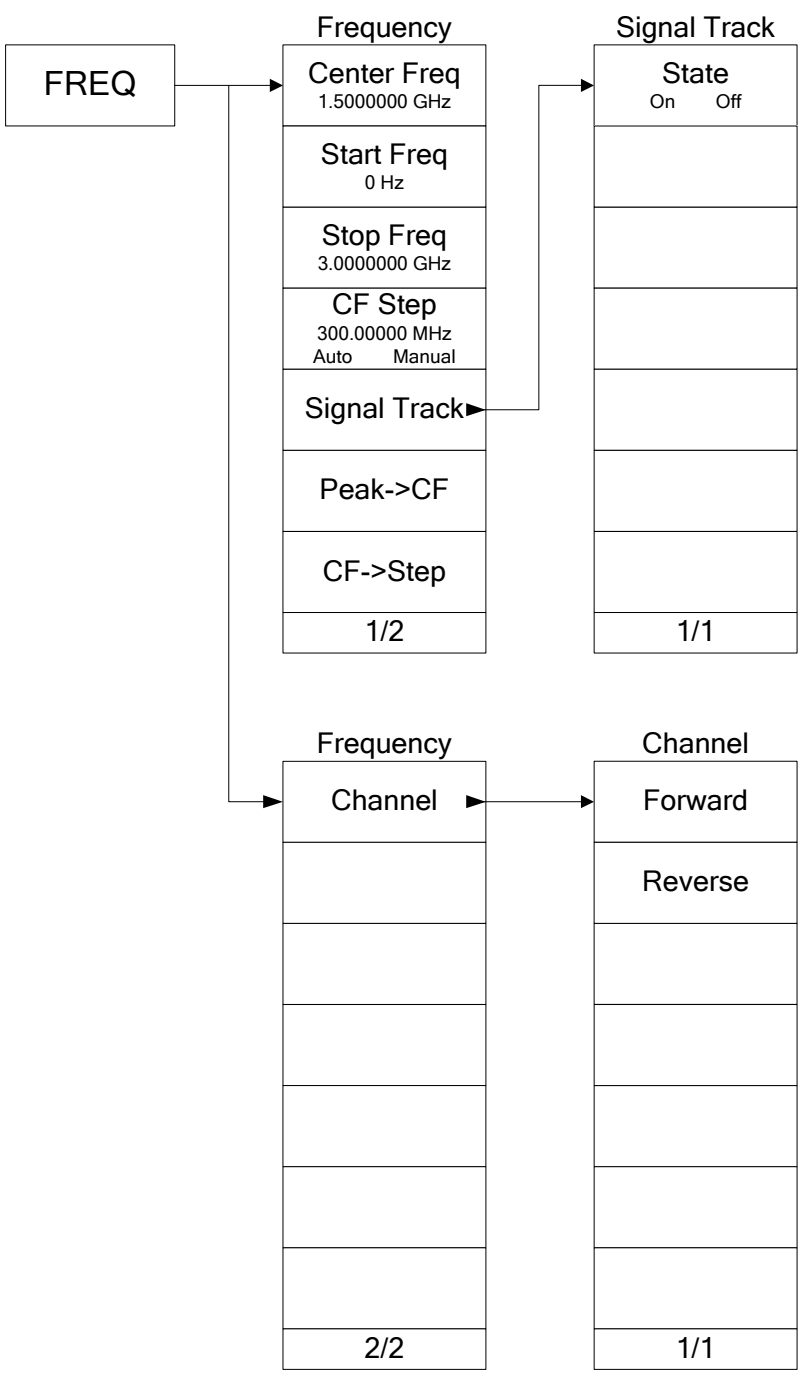 FREQ
Frequency
Center Freq
1.5000000 GHz
Start Freq
0 Hz
Stop Freq
3.0000000 GHz
CF Step
300.00000 MHz
Auto Manual
Signal Track
Peak->CF
CF->Step
1/2
Signal Track
State
On Off
1/1
Frequency
Channel
2/2
Channel
Forward
Reverse
1/1